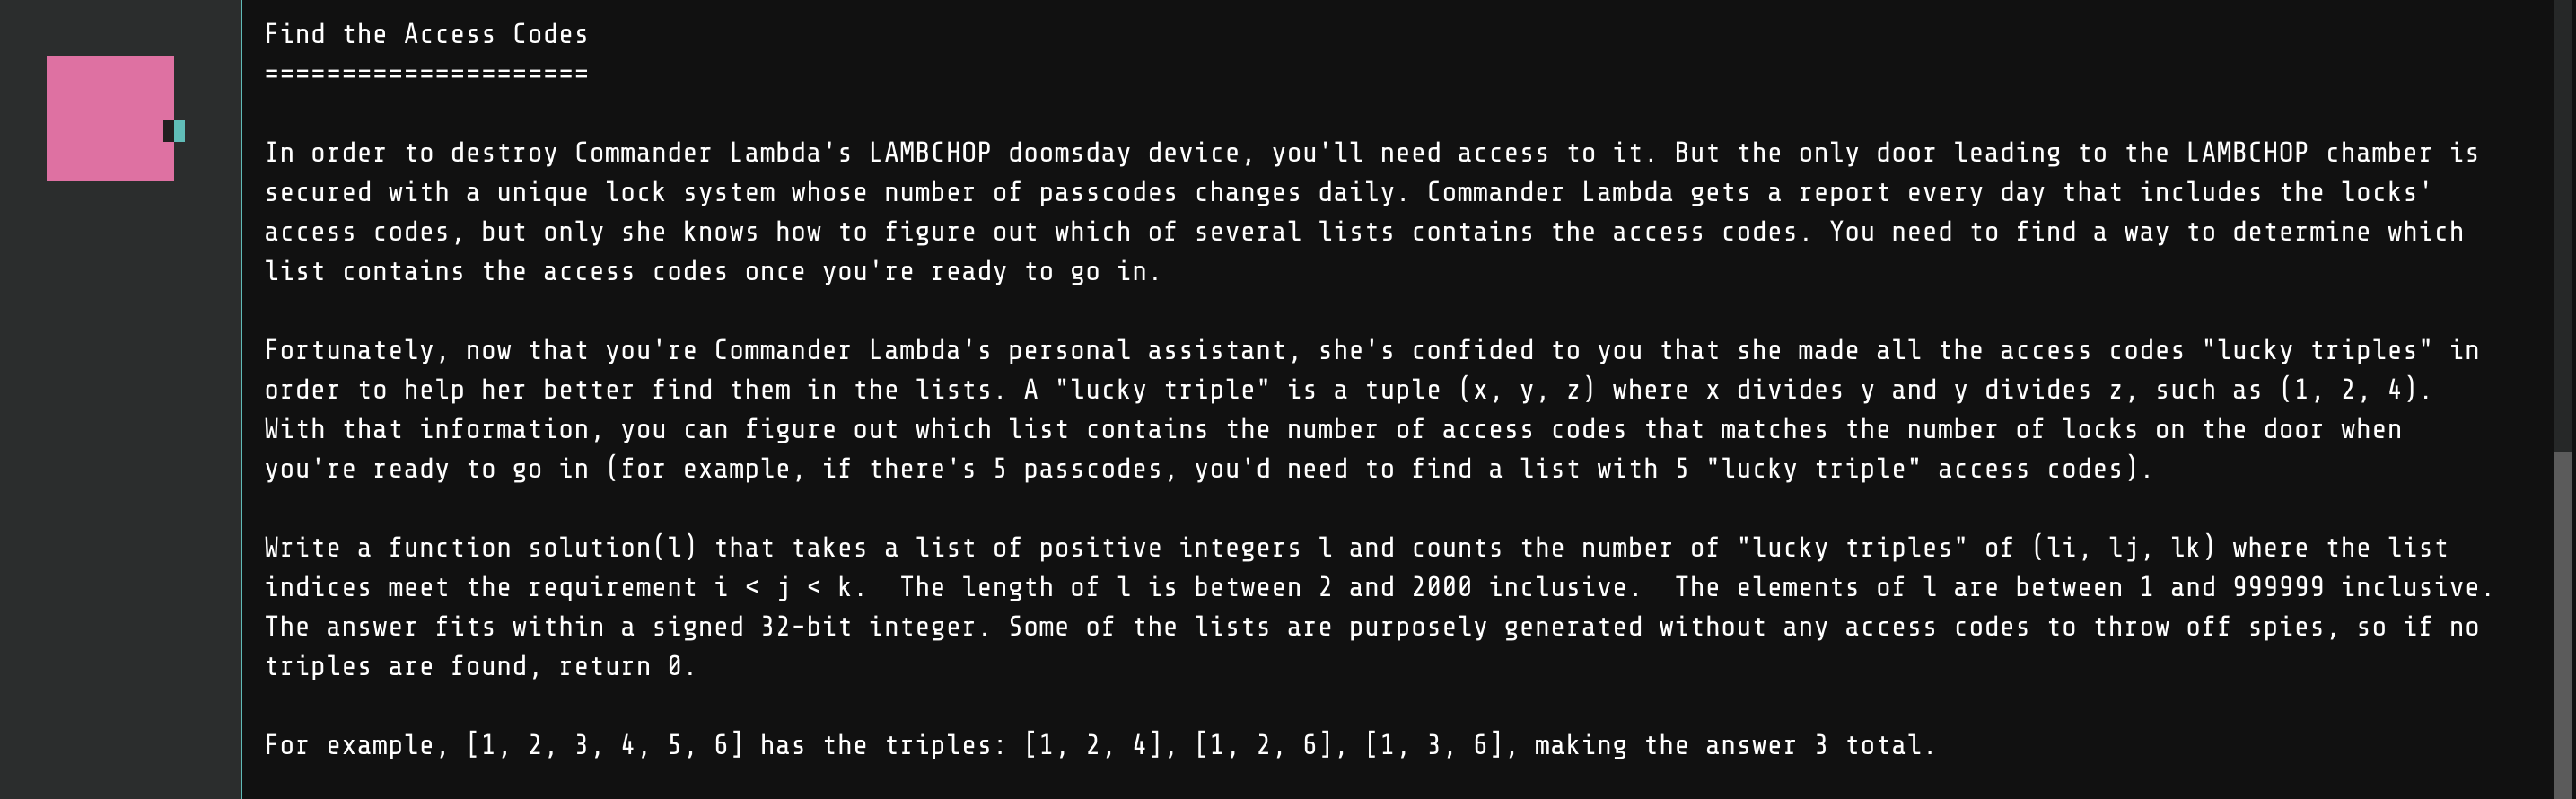 Find the Access Codes
=====================
In order to destroy Commander Lambda's LAMBCHOP doomsday device, you'll need access to it. But the only door leading to the LAMBCHOP chamber is
secured with a unique lock system whose number of passcodes changes daily. Commander Lambda gets a report every day that includes the locks'
access codes, but only she knows how to figure out which of several lists contains the access codes. You need to find a way to determine which
list contains the access codes once you're ready to go in.
Fortunately, now that you're Commander Lambda's personal assistant, she's confided to you that she made all the access codes "lucky triples" in
order to help her better find them in the lists. A "lucky triple" is a tuple (x, y, z) where x divides y and y divides z, such as (1, 2, 4).
With that information, you can figure out which list contains the number of access codes that matches the number of locks on the door when
you're ready to go in (for example, if there's 5 passcodes, you'd need to find a list with 5 "lucky triple" access codes).
Write a function solution(l) that takes a list of positive integers l and counts the number of "lucky triples" of (li, lj, lk) where the list
indices meet the requirement i < j < k.  The length of l is between 2 and 2000 inclusive.  The elements of l are between 1 and 999999 inclusive.
The answer fits within a signed 32-bit integer. Some of the lists are purposely generated without any access codes to throw off spies, so if no
triples are found, return 0.
For example, [1, 2, 3, 4, 5, 6] has the triples: [1, 2, 4], [1, 2, 6], [1, 3, 6], making the answer 3 total.